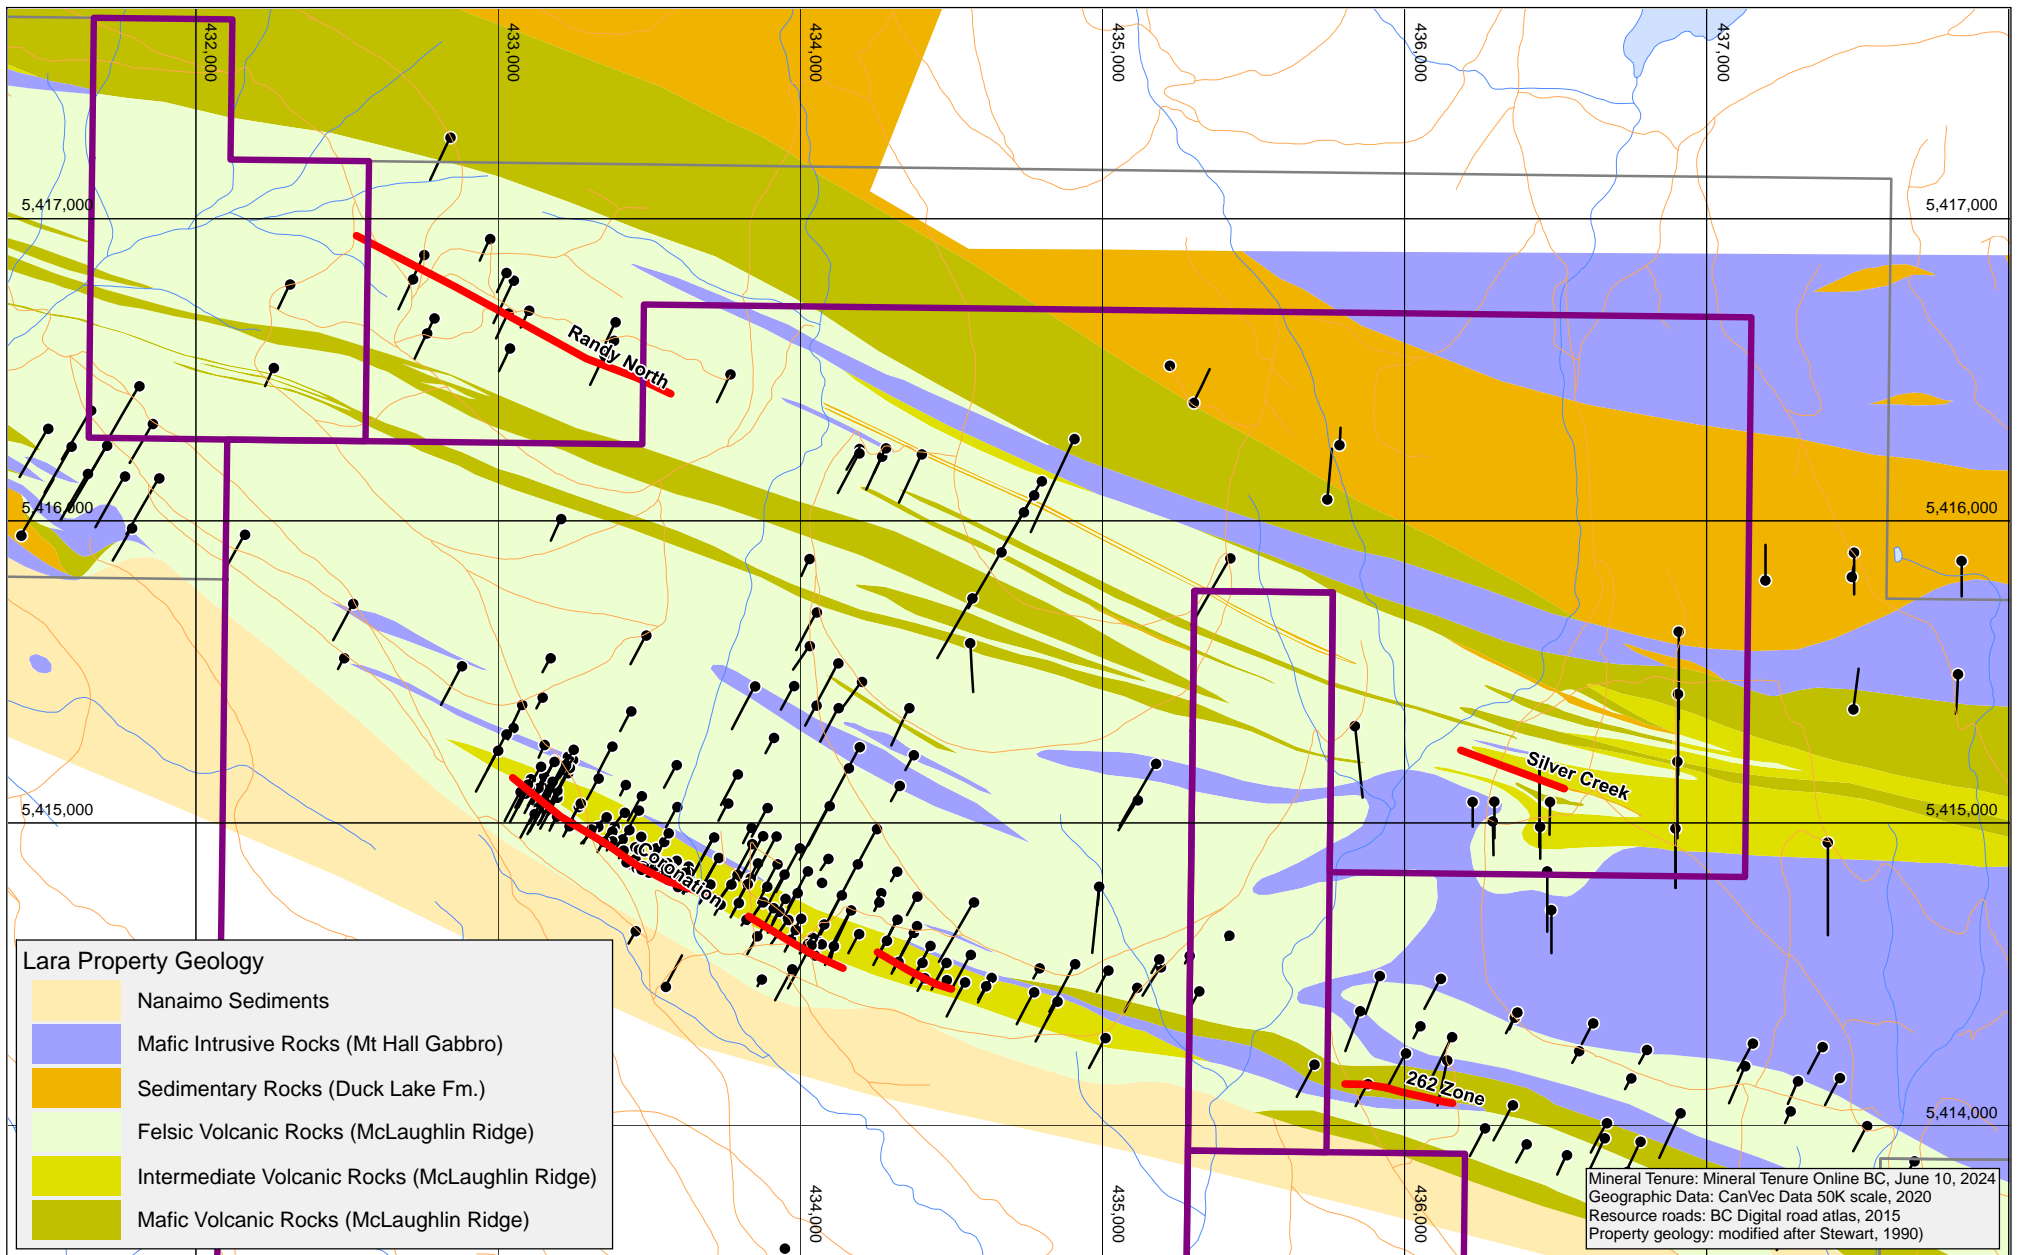 432,000
433,000
434,000
435,000
436,000
437,000
5,417,000
5,417,000
Randy North
5,416,000
5,416,000
Silver Creek
5,415,000
5,415,000
Coronation
262 Zone
5,414,000
Lara Property Geology
Nanaimo Sediments
Mafic Intrusive Rocks (Mt Hall Gabbro)
Sedimentary Rocks (Duck Lake Fm.)
Felsic Volcanic Rocks (McLaughlin Ridge)
Intermediate Volcanic Rocks (McLaughlin Ridge)
Mafic Volcanic Rocks (McLaughlin Ridge)
434,000
435,000
436,000
Mineral Tenure: Mineral Tenure Online BC, June 10, 2024
Geographic Data: CanVec Data 50K scale, 2020
Resource roads: BC Digital road atlas, 2015
Property geology: modified after Stewart, 1990)